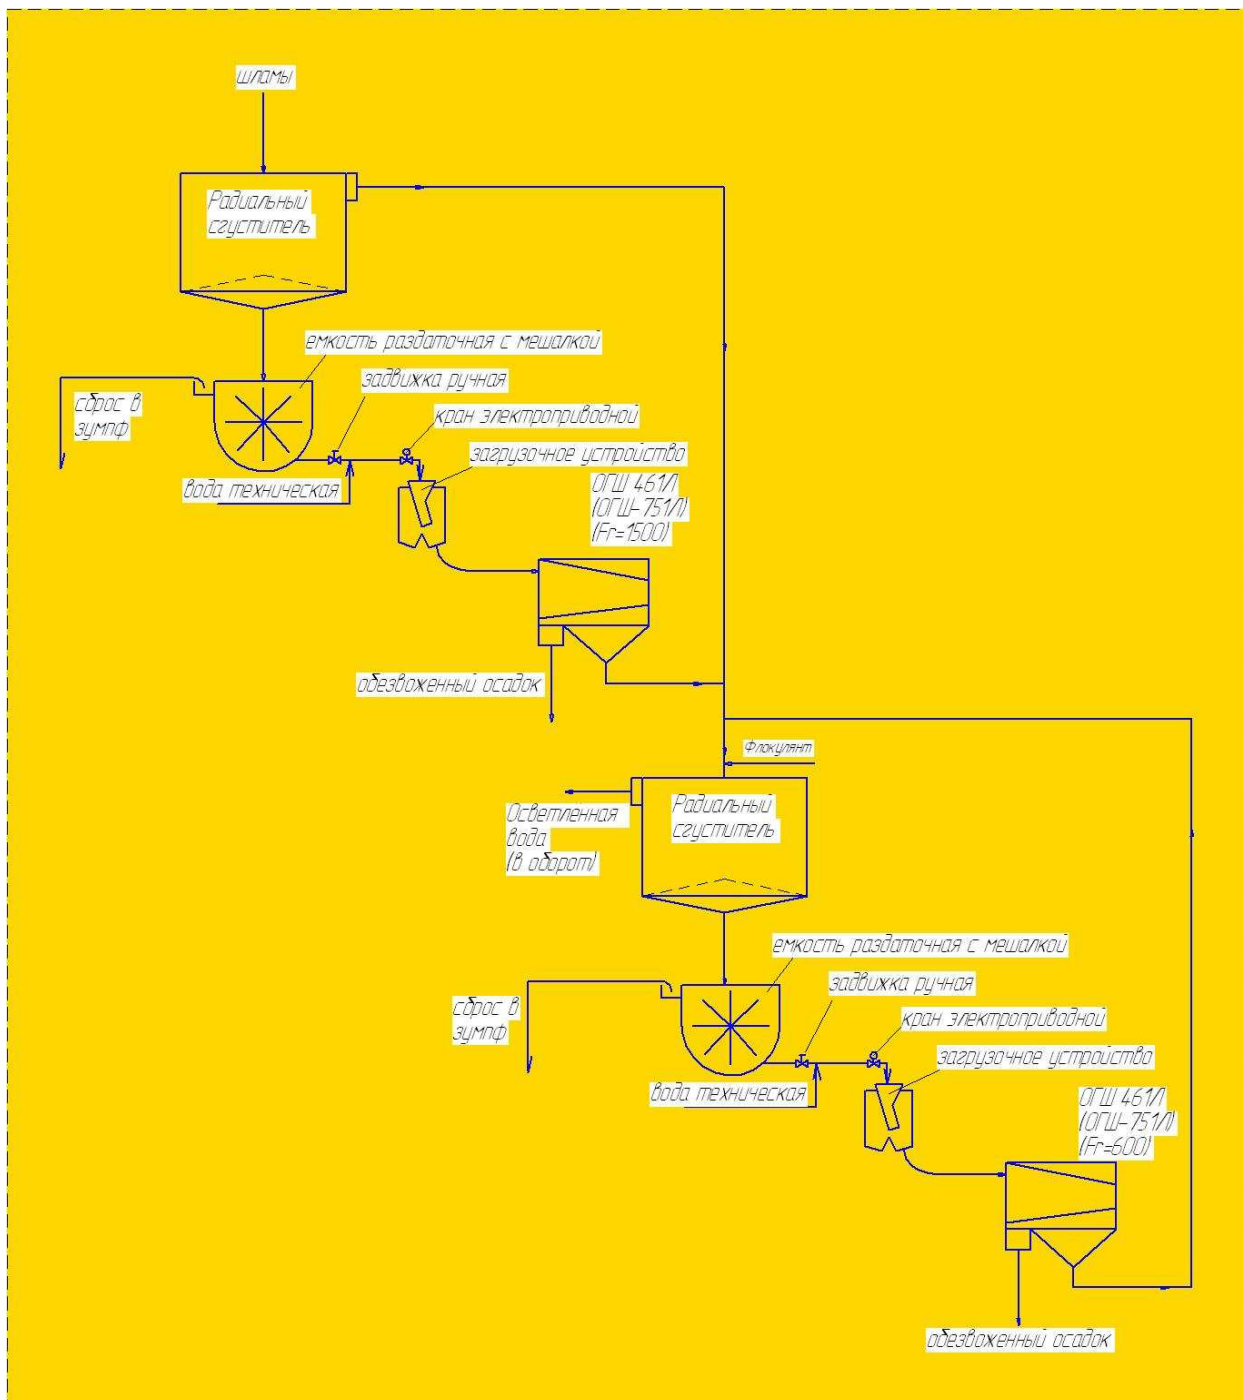 шламы
Радиальный
сгуститель
емкость раздаточная с мешалкой
задвижка ручная
сброс в
зумпф
кран электроприводной
загрузочное устройство
вода техническая
ОГШ 461Л
(ОГШ-751Л)
(Fr=1500)
обезвоженный осадок
Флокулянт
Осветленная
вода
(в оборот)
Радиальный
сгуститель
емкость раздаточная с мешалкой
задвижка ручная
сброс в
зумпф
кран электроприводной
загрузочное устройство
вода техническая
ОГШ 461Л
(ОГШ-751Л)
(Fr=600)
обезвоженный осадок